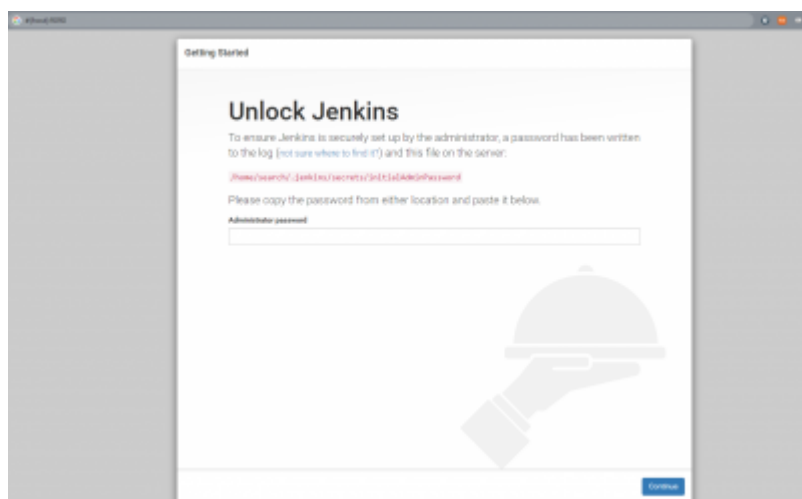 Getting Started
Unlock Jenkins
To ensure Jenkins is securely set up by the administrator, a password has been written
to the log (not sure where to find it?) and this file on the server:
/home/search/.jenkins/secrets/initialAdminPassword
Please copy the password from either location and paste it below.
Administrator password
Continue